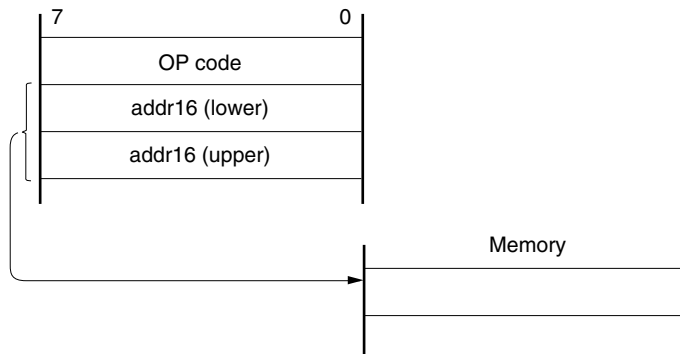 7 0
OP code
addr16 (lower)
addr16 (upper)
Memory